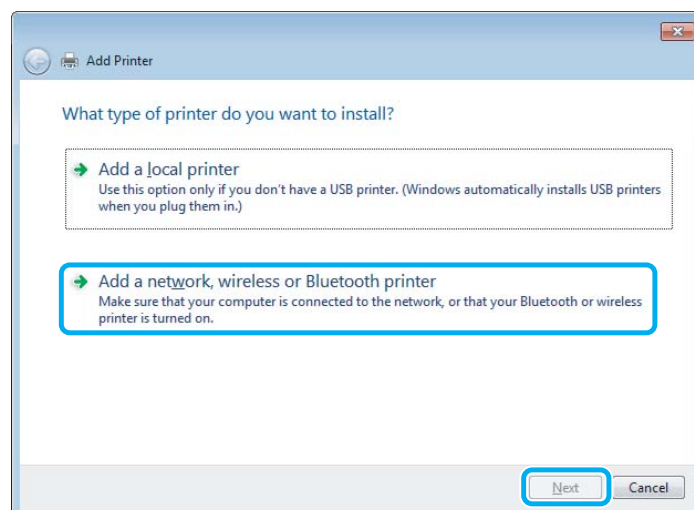 Add Printer
What type of printer do you want to install?
Add a local printer
Use this option only if you don't have a USB printer. (Windows automatically installs USB printers
when you plug them in.)
Add a network, wireless or Bluetooth printer
Make sure that your computer is connected to the network, or that your Bluetooth or wireless
printer is turned on.
Next
Cancel